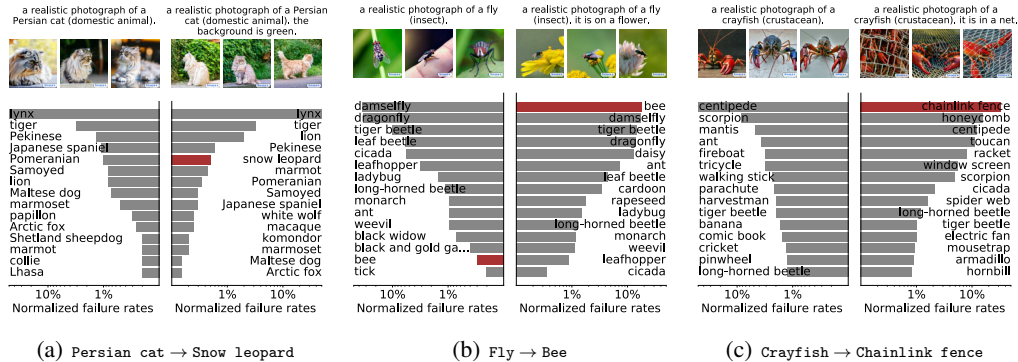 a realistic photograph of a Persian
cat (domestic animal).
a realistic photograph of a Persian
cat (domestic animal). the
background is green.
lynx
tiger
Pekinese
Japanese spaniel
Pomeranian
Samoyed
lion
Maltese dog
marmoset
papillon
Arctic fox
Shetland sheepdog
marmot
collie
Lhasa
10%
1%
Normalized failure rates
lynx
tiger
lion
Pekinese
snow leopard
marmot
Pomeranian
Samoyed
Japanese spaniel
white wolf
macaque
komondor
marmoset
Maltese dog
Arctic fox
1%
10%
Normalized failure rates
(a) Persian cat → Snow leopard
a realistic photograph of a fly
(insect).
a realistic photograph of a fly
(insect). it is on a flower.
damselfly
dragonfly
tiger beetle
leaf beetle
cicada
leafhopper
ladybug
long-horned beetle
monarch
ant
weevil
black widow
black and gold ga...
bee
tick
10%
1%
Normalized failure rates
bee
damselfly
tiger beetle
dragonfly
daisy
ant
leaf beetle
cardoon
rapeseed
ladybug
long-horned beetle
monarch
weevil
leafhopper
cicada
1%
10%
Normalized failure rates
(b) Fly → Bee
a realistic photograph of a
crayfish (crustacean).
a realistic photograph of a
crayfish (crustacean). it is in a net.
centipede
scorpion
mantis
ant
fireboat
tricycle
walking stick
parachute
harvestman
tiger beetle
banana
comic book
cricket
pinwheel
long-horned beetle
10%
1%
Normalized failure rates
chainlink fence
honeycomb
centipede
toucan
racket
window screen
scorpion
cicada
spider web
long-horned beetle
tiger beetle
electric fan
mousetrap
armadillo
hornbill
1%
10%
Normalized failure rates
(c) Crayfish → Chainlink fence